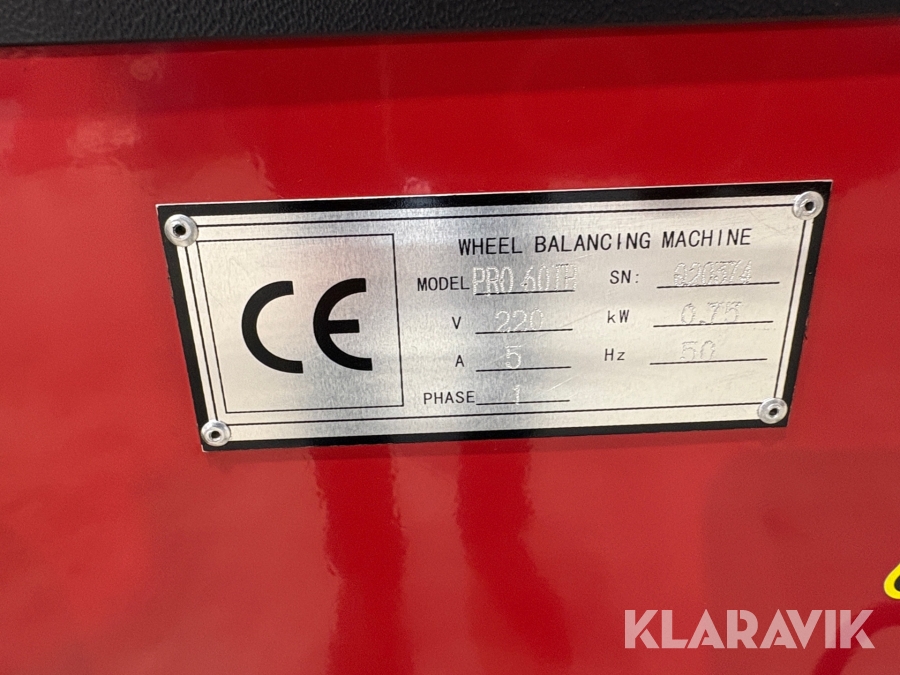 CE
WHEEL BALANCING MACHINE
MODEL PRO 60TP SN:
V 220 kW 0.75
A 5 Hz 50
PHASE 1
KLARAVIK